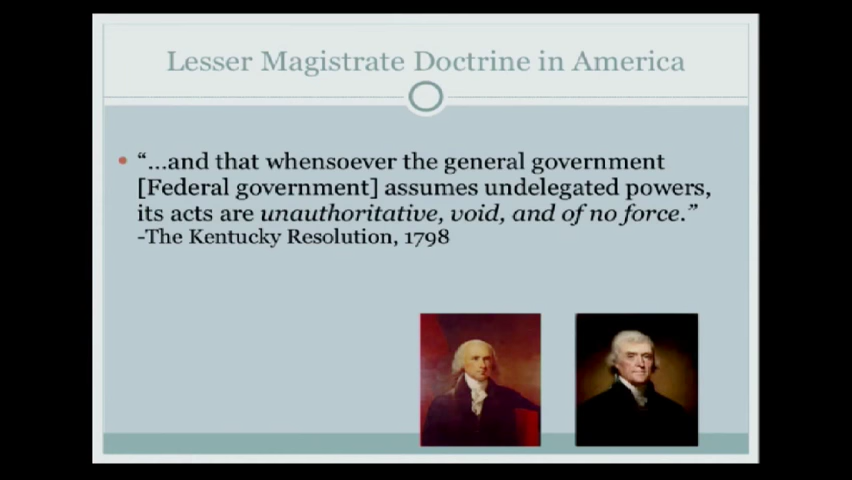 Lesser Magistrate Doctrine in America
• “...and that whensoever the general government
[Federal government] assumes undelegated powers,
its acts are unauthoritative, void, and of no force.”
-The Kentucky Resolution, 1798